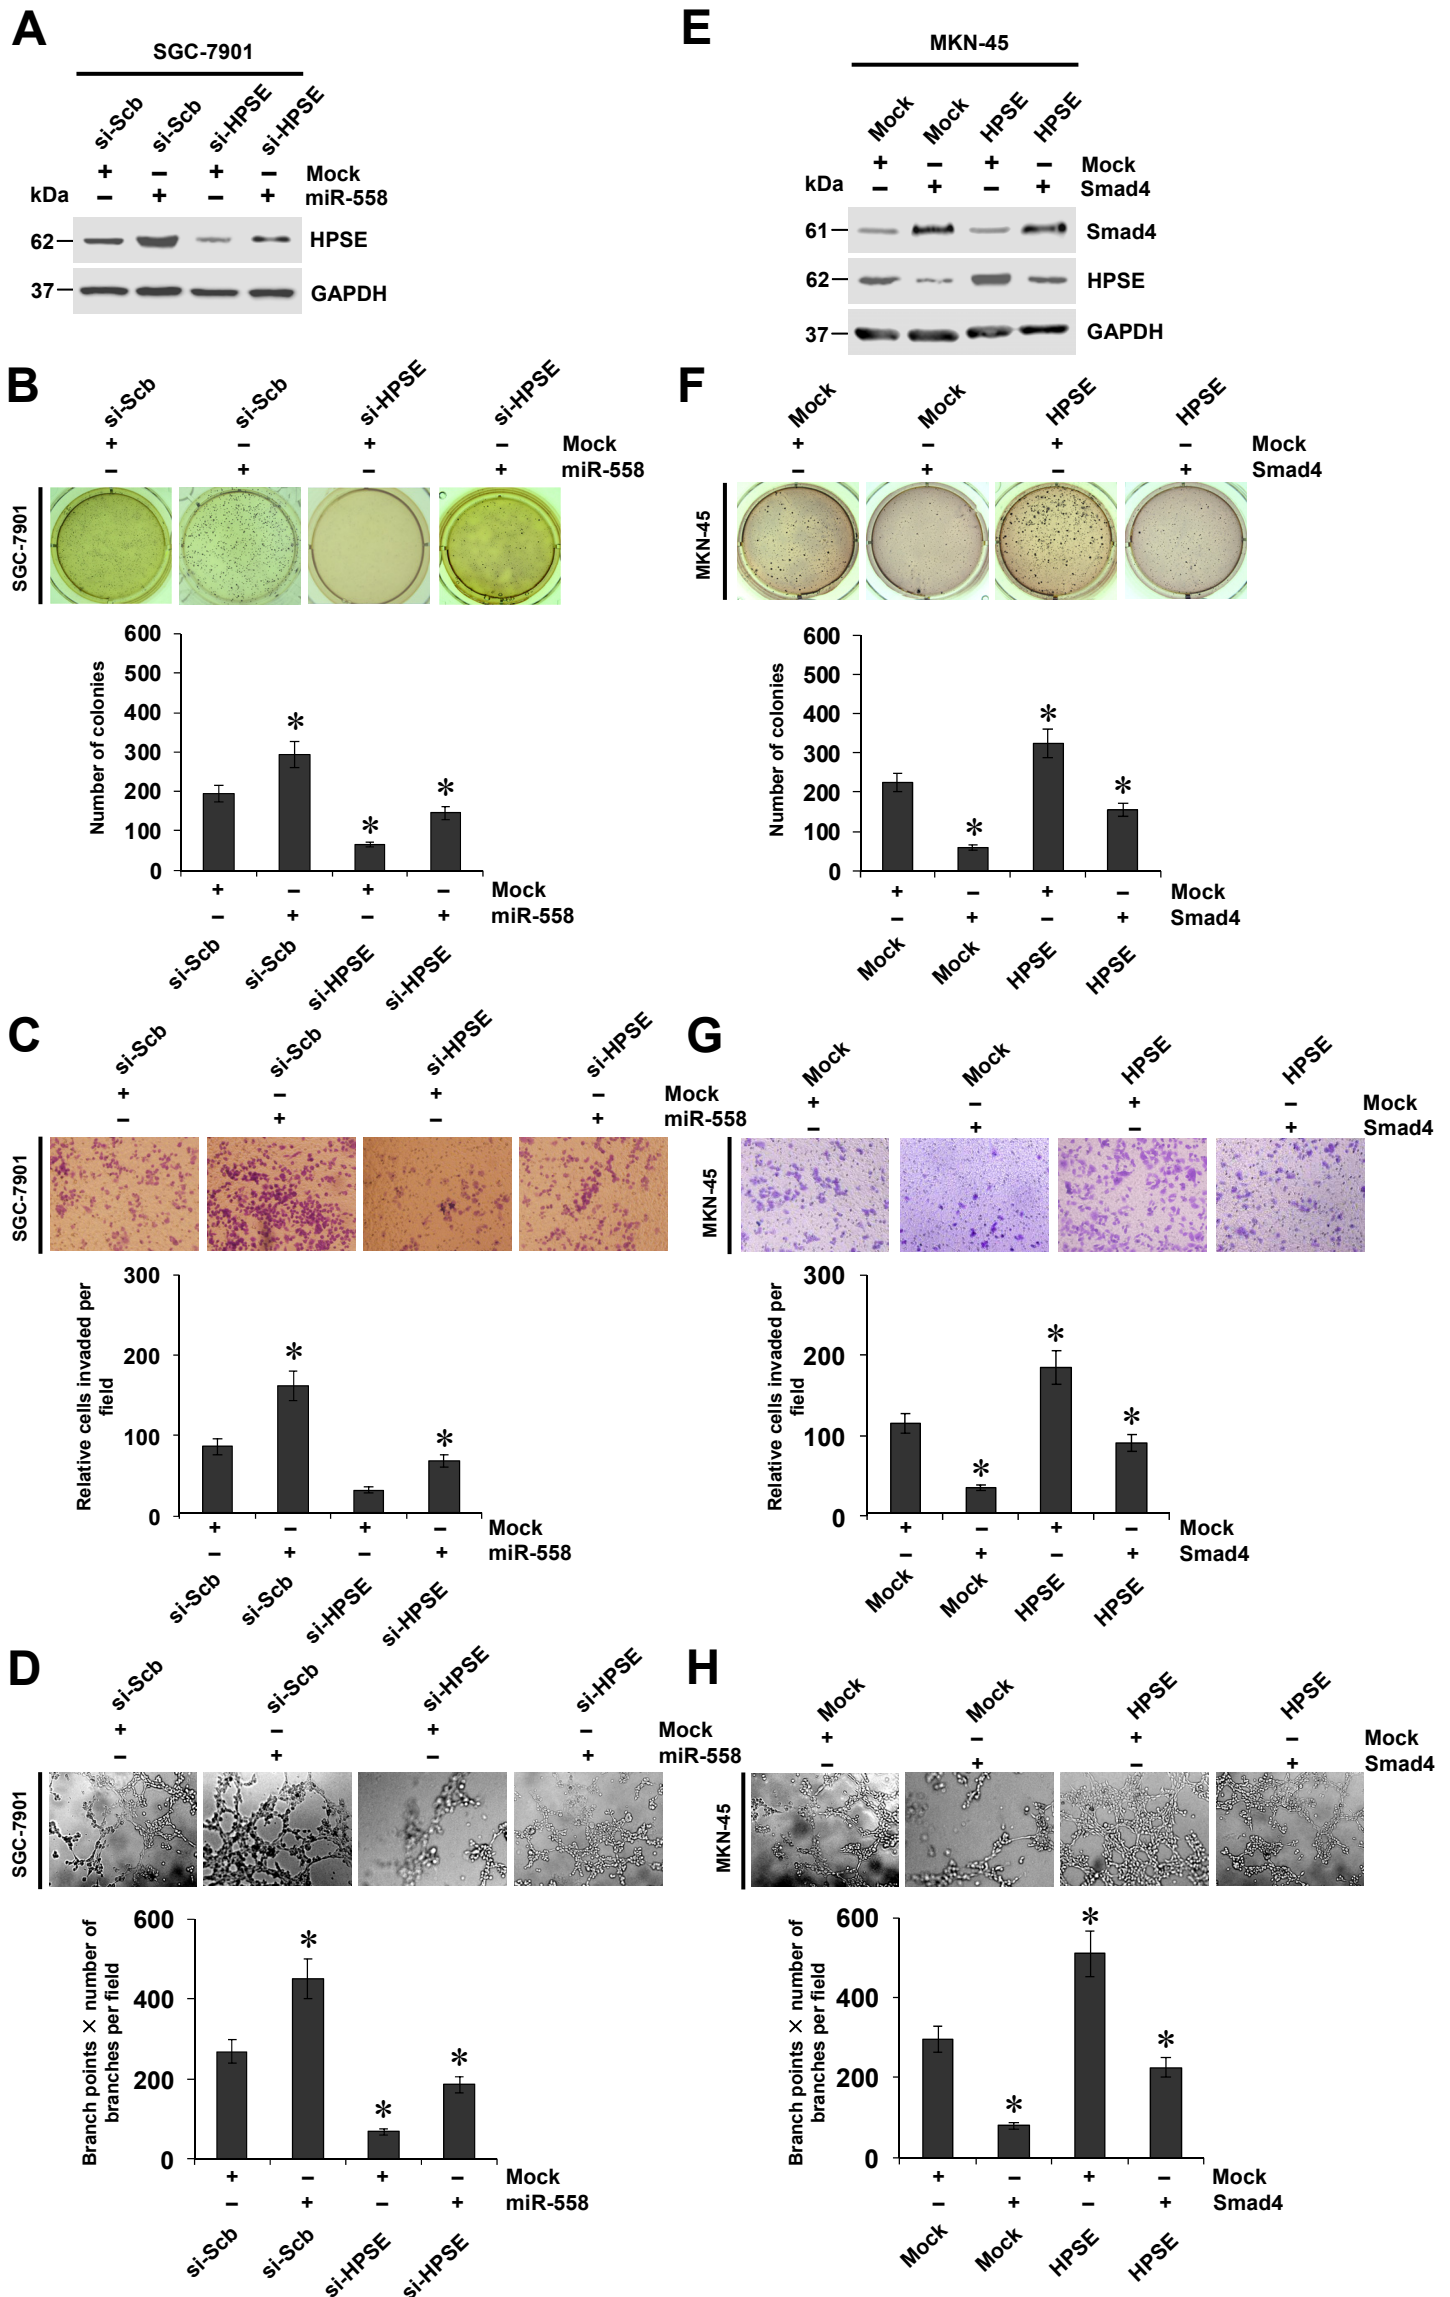 A
SGC-7901
si-Scb si-Scb si-HPSE si-HPSE
+ – + – Mock
kDa – + – + miR-558
62 HPSE
37 GAPDH
B
si-Scb si-Scb si-HPSE si-HPSE
+ – + – Mock
– + – + miR-558
SGC-7901
Number of colonies
600
500
400
300
200
100
0
* * *
+ – + – Mock
– + – + miR-558
si-Scb si-Scb si-HPSE si-HPSE
C
si-Scb si-Scb si-HPSE si-HPSE
+ – + – Mock
– + – + miR-558
SGC-7901
Relative cells invaded per
field
300
200
100
0
* *
+ – + – Mock
– + – + miR-558
si-Scb si-Scb si-HPSE si-HPSE
D
si-Scb si-Scb si-HPSE si-HPSE
+ – + – Mock
– + – + miR-558
SGC-7901
Branch points × number of
branches per field
600
400
200
0
* * *
+ – + – Mock
– + – + miR-558
si-Scb si-Scb si-HPSE si-HPSE
E
MKN-45
Mock Mock HPSE HPSE
+ – + – Mock
kDa – + – + Smad4
61 Smad4
62 HPSE
37 GAPDH
F
Mock Mock HPSE HPSE
+ – + – Mock
– + – + Smad4
MKN-45
Number of colonies
600
500
400
300
200
100
0
* * *
+ – + – Mock
– + – + Smad4
Mock Mock HPSE HPSE
G
Mock Mock HPSE HPSE
+ – + – Mock
– + – + Smad4
MKN-45
Relative cells invaded per
field
300
200
100
0
* * *
+ – + – Mock
– + – + Smad4
Mock Mock HPSE HPSE
H
Mock Mock HPSE HPSE
+ – + – Mock
– + – + Smad4
MKN-45
Branch points × number of
branches per field
600
400
200
0
* * *
+ – + – Mock
– + – + Smad4
Mock Mock HPSE HPSE